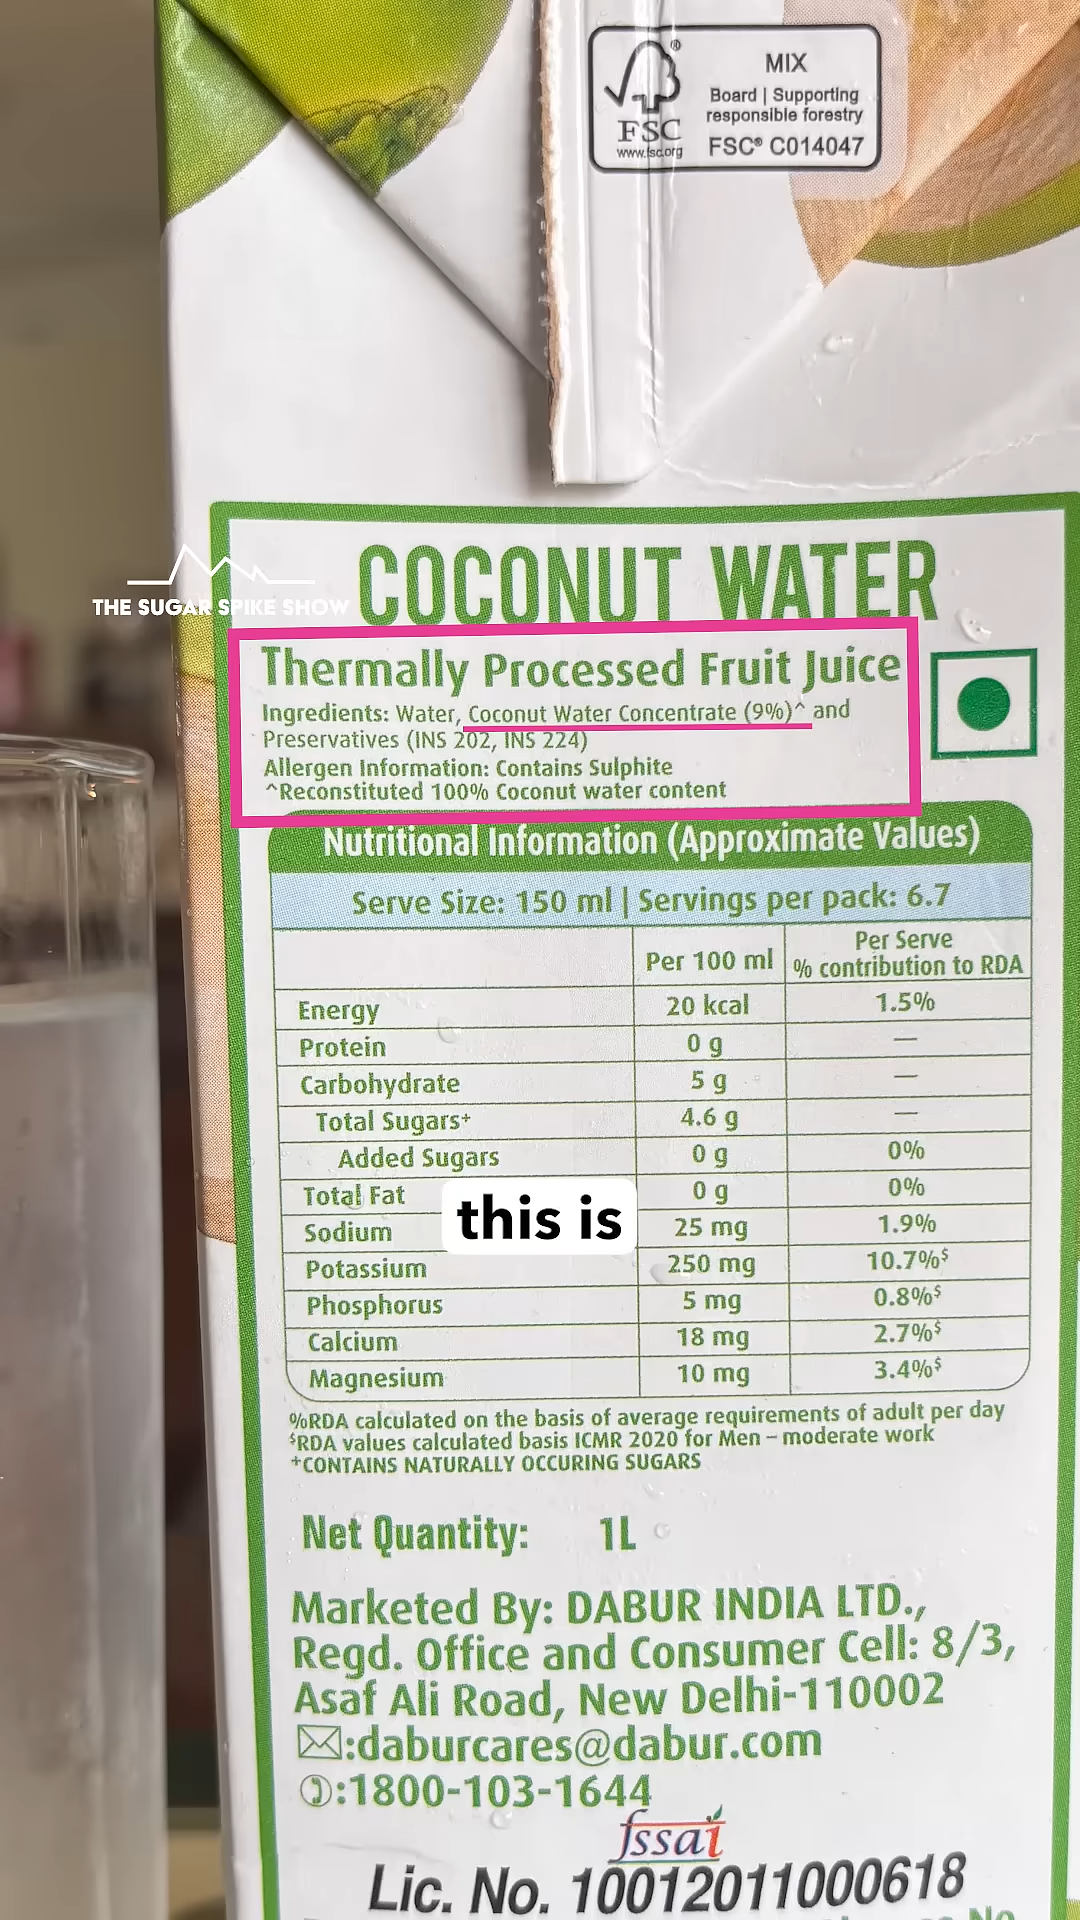 MIX
Board | Supporting
responsible forestry
FSC® C014047
FSC
www.fsc.org
®
COCONUT WATER
THE SUGAR SPIKE SHOW
Thermally Processed Fruit Juice
Ingredients: Water, Coconut Water Concentrate (9%)^ and
Preservatives (INS 202, INS 224)
Allergen Information: Contains Sulphite
^Reconstituted 100% Coconut water content
Nutritional Information (Approximate Values)
Serve Size: 150 ml | Servings per pack: 6.7
Per 100 ml Per Serve
% contribution to RDA
Energy 20 kcal 1.5%
Protein 0 g —
Carbohydrate 5 g —
Total Sugars+ 4.6 g —
Added Sugars 0 g 0%
Total Fat 0 g 0%
this is
Sodium 25 mg 1.9%
Potassium 250 mg 10.7%$
Phosphorus 5 mg 0.8%$
Calcium 18 mg 2.7%$
Magnesium 10 mg 3.4%$
%RDA calculated on the basis of average requirements of adult per day
$RDA values calculated basis ICMR 2020 for Men – moderate work
+CONTAINS NATURALLY OCCURING SUGARS
Net Quantity: 1L
Marketed By: DABUR INDIA LTD.,
Regd. Office and Consumer Cell: 8/3,
Asaf Ali Road, New Delhi-110002
:daburcares@dabur.com
:1800-103-1644
fssai
Lic. No. 10012011000618